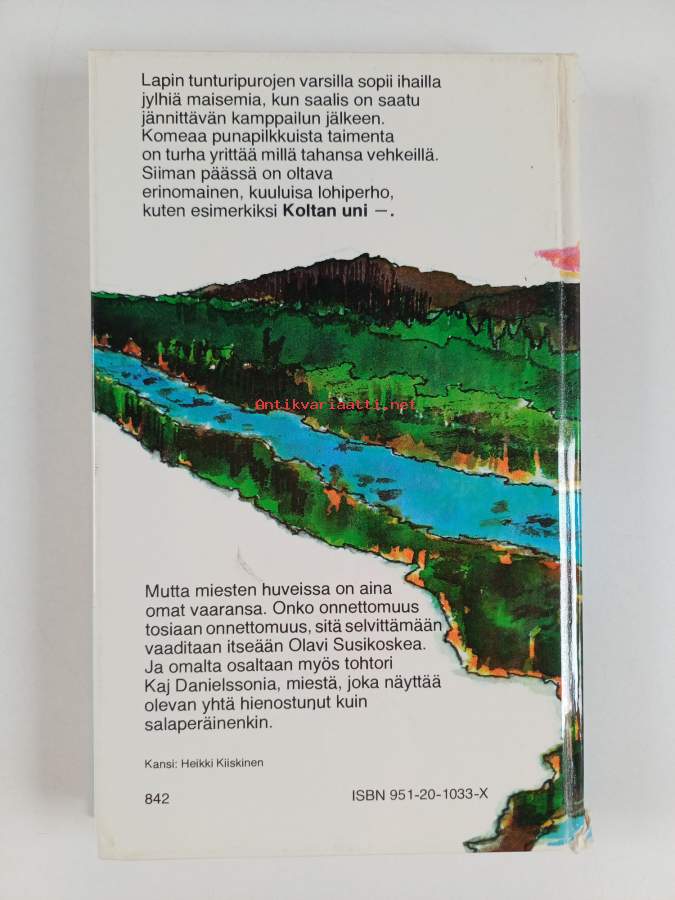 Lapin tunturipurojen varsilla sopii ihailla
jylhiä maisemia, kun saalis on saatu
jännittävän kamppailun jälkeen.
Komeaa punapilkkuista taimenta
on turha yrittää millä tahansa vehkeillä.
Siiman päässä on oltava
erinomainen, kuuluisa lohiperho,
kuten esimerkiksi Koltan uni —.
Antikvariaatti.net
Mutta miesten huveissa on aina
omat vaaransa. Onko onnettomuus
tosiaan onnettomuus, sitä selvittämään
vaaditaan itseään Olavi Susikoskea.
Ja omalta osaltaan myös tohtori
Kaj Danielssonia, miestä, joka näyttää
olevan yhtä hienostunut kuin
salaperäinenkin.
Kansi: Heikki Kiiskinen
842 ISBN 951-20-1033-X